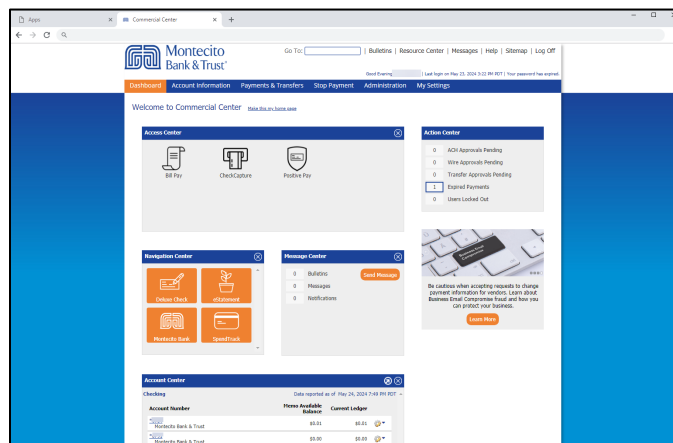 Apps
Commercial Center
Montecito
Bank & Trust
Go To: | Bulletins | Resource Center | Messages | Help | Sitemap | Log Off
Good Evening | Last login on May 23, 2024 3:22 PM PDT | Your password has expired.
Dashboard Account Information Payments & Transfers Stop Payment Administration My Settings
Welcome to Commercial Center Make this my home page
Access Center
Bill Pay CheckCapture Positive Pay
Action Center
0 ACH Approvals Pending
0 Wire Approvals Pending
0 Transfer Approvals Pending
1 Expired Payments
0 Users Locked Out
Navigation Center
Deluxe Check eStatement
Montecito Bank SpendTrack
Message Center
0 Bulletins
0 Messages
0 Notifications
Send Message
Business Email
Compromise
Be cautious when accepting requests to change
payment information for vendors. Learn about
Business Email Compromise fraud and how you
can protect your business.
Learn More
Account Center
Checking Data reported as of May 24, 2024 7:49 PM PDT
Account Number Memo Available Balance Current Ledger
Montecito Bank & Trust $0.01 $0.01
Montecito Bank & Trust $0.00 $0.00